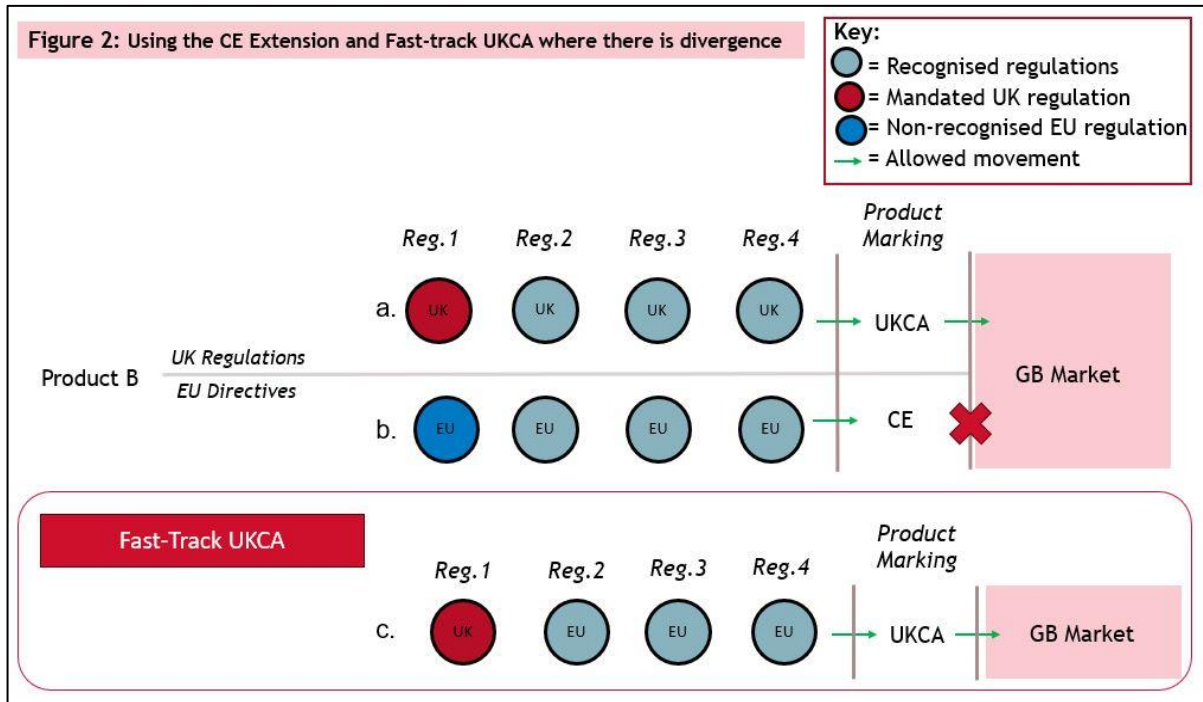 Figure 2: Using the CE Extension and Fast-track UKCA where there is divergence
Key:
= Recognised regulations
= Mandated UK regulation
= Non-recognised EU regulation
= Allowed movement
Product
Marking
Reg.1 Reg.2 Reg.3 Reg.4
a. UK UK UK UK UKCA
UK Regulations
Product B
EU Directives
GB Market
b. EU EU EU EU CE
Fast-Track UKCA
Product
Marking
Reg.1 Reg.2 Reg.3 Reg.4
c. UK EU EU EU UKCA GB Market